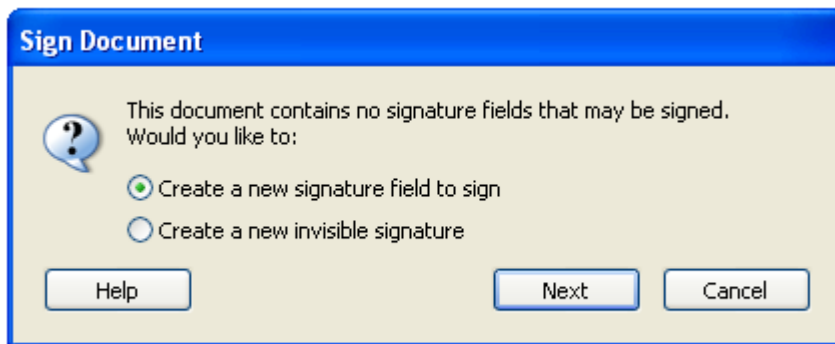 Sign Document
This document contains no signature fields that may be signed.
Would you like to:
Create a new signature field to sign
Create a new invisible signature
Help
Next
Cancel